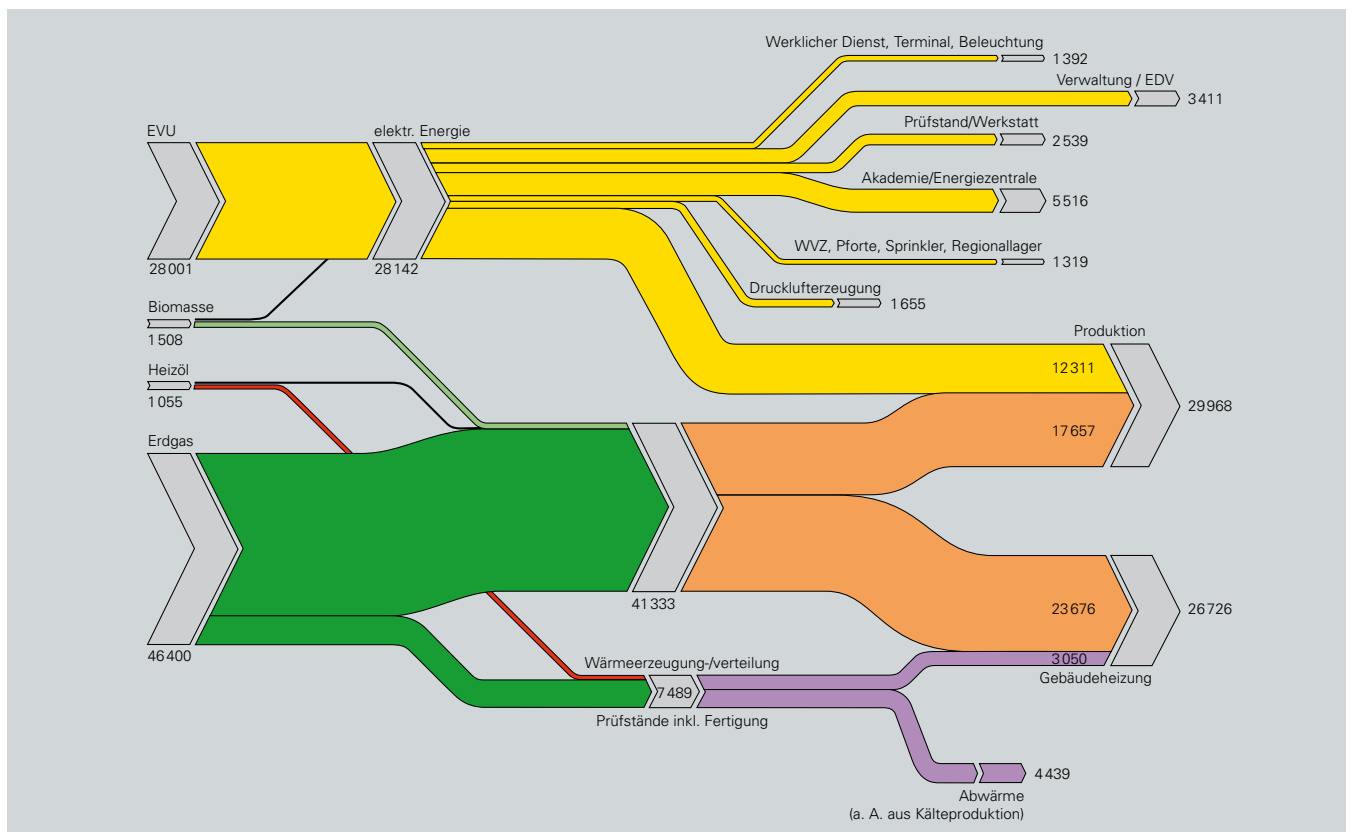 Werklicher Dienst, Terminal, Beleuchtung
1 392
Verwaltung / EDV
3 411
EVU
elektr. Energie
Prüfstand/Werkstatt
2 539
Akademie/Energiezentrale
5 516
WVZ, Pforte, Sprinkler, Regionallager
1 319
28 001
28 142
Drucklufterzeugung
1 655
Biomasse
1 508
Produktion
12 311
Heizöl
1 055
29 968
17 657
Erdgas
41 333
23 676
26 726
46 400
3 050
Wärmeerzeugung-/verteilung
Gebäudeheizung
7 489
Prüfstände inkl. Fertigung
4 439
Abwärme
(a. A. aus Kälteproduktion)